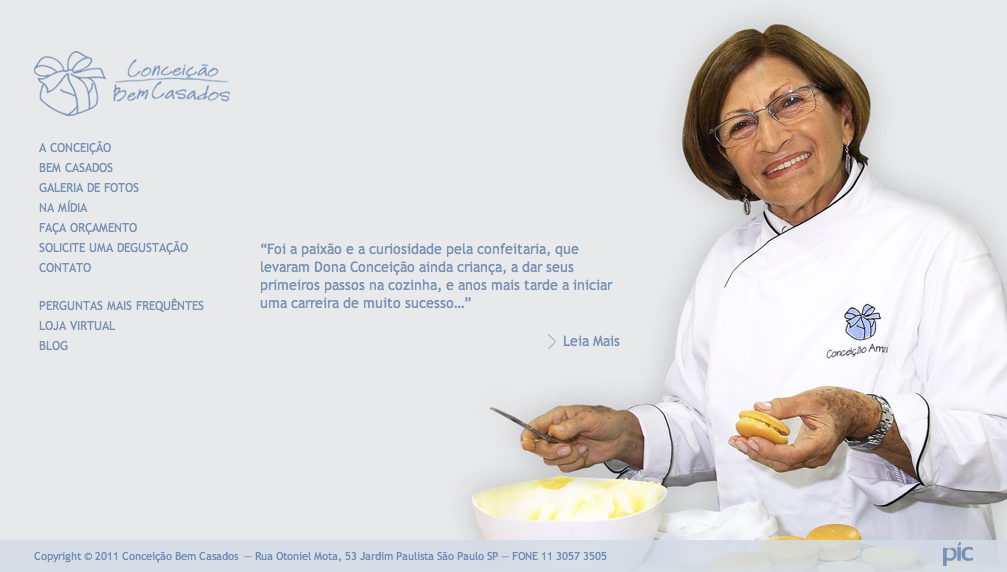 Conceição
Bem Casados
A CONCEIÇÃO
BEM CASADOS
GALERIA DE FOTOS
NA MÍDIA
FAÇA ORÇAMENTO
SOLICITE UMA DEGUSTAÇÃO
CONTATO
PERGUNTAS MAIS FREQUÊNTES
LOJA VIRTUAL
BLOG
“Foi a paixão e a curiosidade pela confeitaria, que
levaram Dona Conceição ainda criança, a dar seus
primeiros passos na cozinha, e anos mais tarde a iniciar
uma carreira de muito sucesso...”
Leia Mais
Conceição
Copyright © 2011 Conceição Bem Casados — Rua Otoniel Mota, 53 Jardim Paulista São Paulo SP — FONE 11 3057 3505
pic